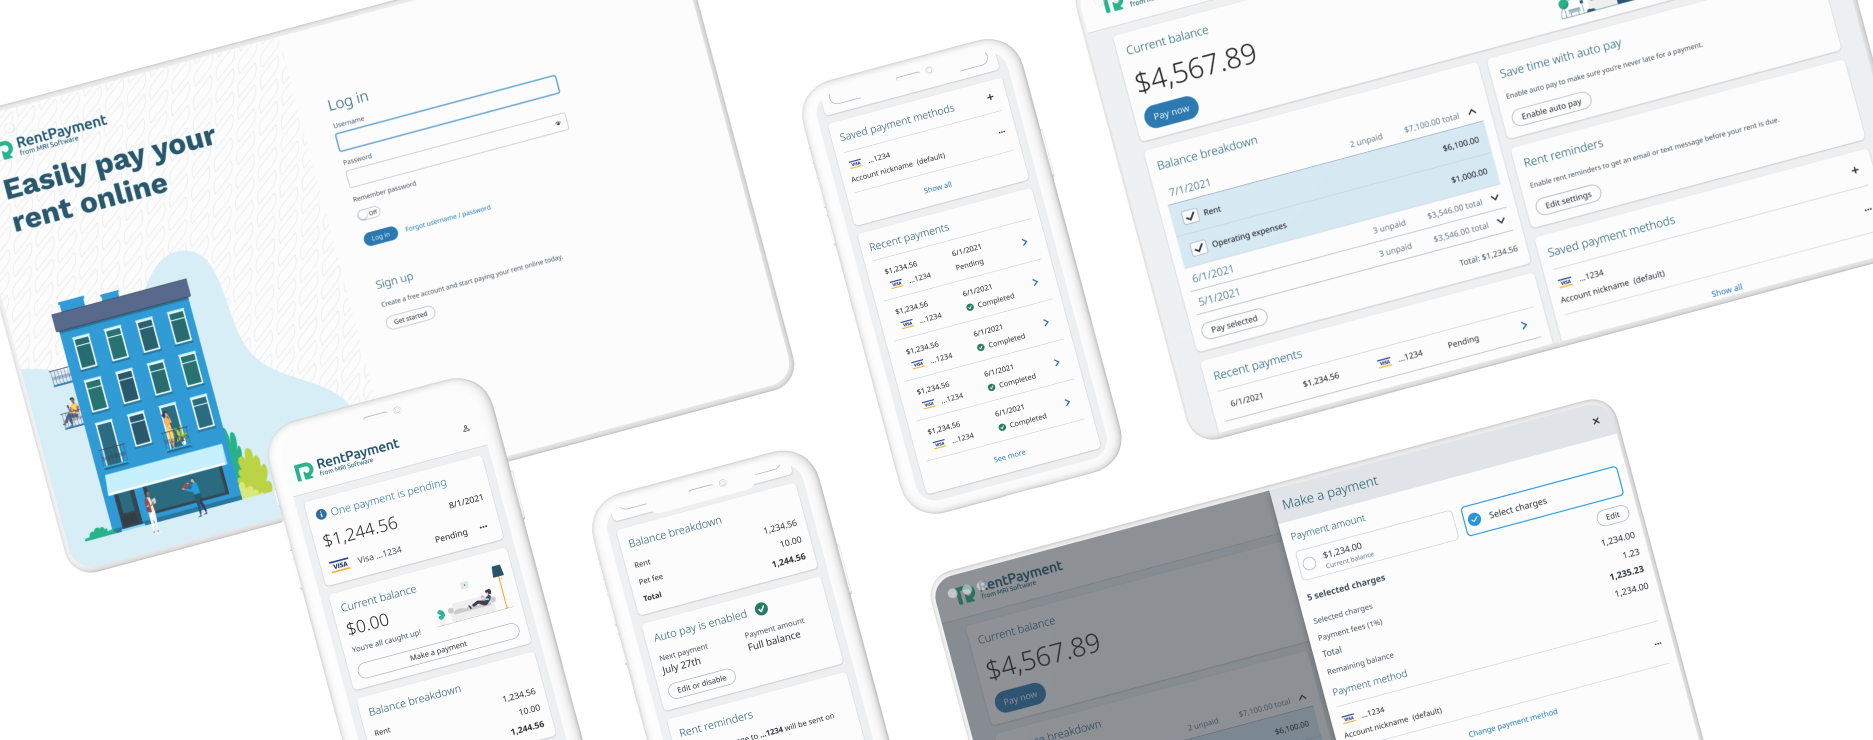 RentPayment
from MRI Software
Easily pay your
rent online
Log in
Username
Password
Remember password
Off
Log in
Forgot username / password
Sign up
Create a free account and start paying your rent online today.
Get started
RentPayment
from MRI Software
One payment is pending
$1,244.56
8/1/2021
VISA
Visa ...1234
Pending
Current balance
$0.00
You're all caught up!
Make a payment
Balance breakdown
Rent
1,234.56
10.00
1,244.56
Balance breakdown
Rent
1,234.56
Pet fee
10.00
Total
1,244.56
Auto pay is enabled
Next payment
July 27th
Payment amount
Full balance
Edit or disable
Rent reminders
ge to ...1234 will be sent on
Saved payment methods
+
VISA
...1234
Account nickname (default)
Show all
Recent payments
$1,234.56
6/1/2021
VISA
...1234
Pending
$1,234.56
6/1/2021
VISA
...1234
Completed
$1,234.56
6/1/2021
VISA
...1234
Completed
$1,234.56
6/1/2021
VISA
...1234
Completed
$1,234.56
6/1/2021
VISA
...1234
Completed
See more
Current balance
$4,567.89
Pay now
Balance breakdown
7/1/2021
2 unpaid
$7,100.00 total
Rent
$6,100.00
Operating expenses
$1,000.00
6/1/2021
3 unpaid
$3,546.00 total
5/1/2021
3 unpaid
$3,546.00 total
Total: $1,234.56
Pay selected
Recent payments
6/1/2021
$1,234.56
VISA
...1234
Pending
Save time with auto pay
Enable auto pay to make sure you're never late for a payment.
Enable auto pay
Rent reminders
Enable rent reminders to get an email or text message before your rent is due.
Edit settings
Saved payment methods
+
VISA
...1234
Account nickname (default)
Show all
RentPayment
from MRI Software
Current balance
$4,567.89
Pay now
ce breakdown
2 unpaid
$7,100.00 total
$6,100.00
Make a payment
Payment amount
$1,234.00
Current balance
Select charges
5 selected charges
Edit
Selected charges
1,234.00
Payment fees (1%)
1.23
Total
1,235.23
Remaining balance
1,234.00
Payment method
VISA
...1234
Account nickname (default)
Change payment method